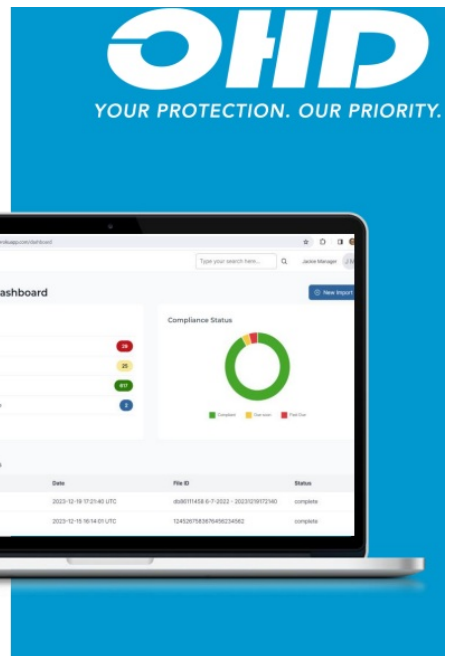 OHD
YOUR PROTECTION. OUR PRIORITY.
Type your search here...
Jackie Manager
ashboard
New Import
Compliance Status
29
25
617
2
Compliant Due soon Past Due
Date File ID Status
2023-12-19 17:21:40 UTC complete
2023-12-15 16:14:01 UTC complete